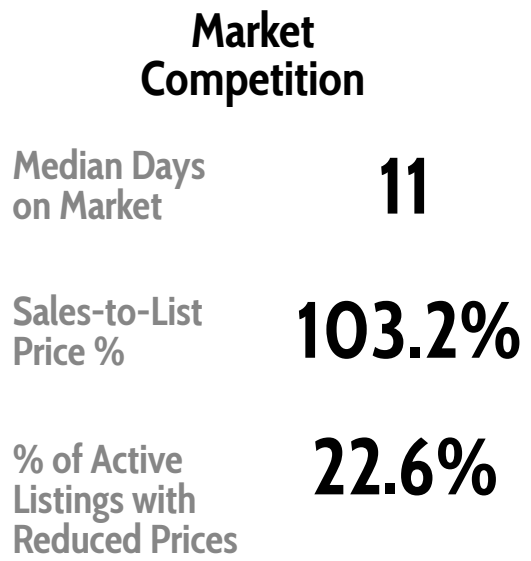 Market
Competition
Median Days
on Market
11
Sales-to-List
Price %
103.2%
% of Active
Listings with
Reduced Prices
22.6%